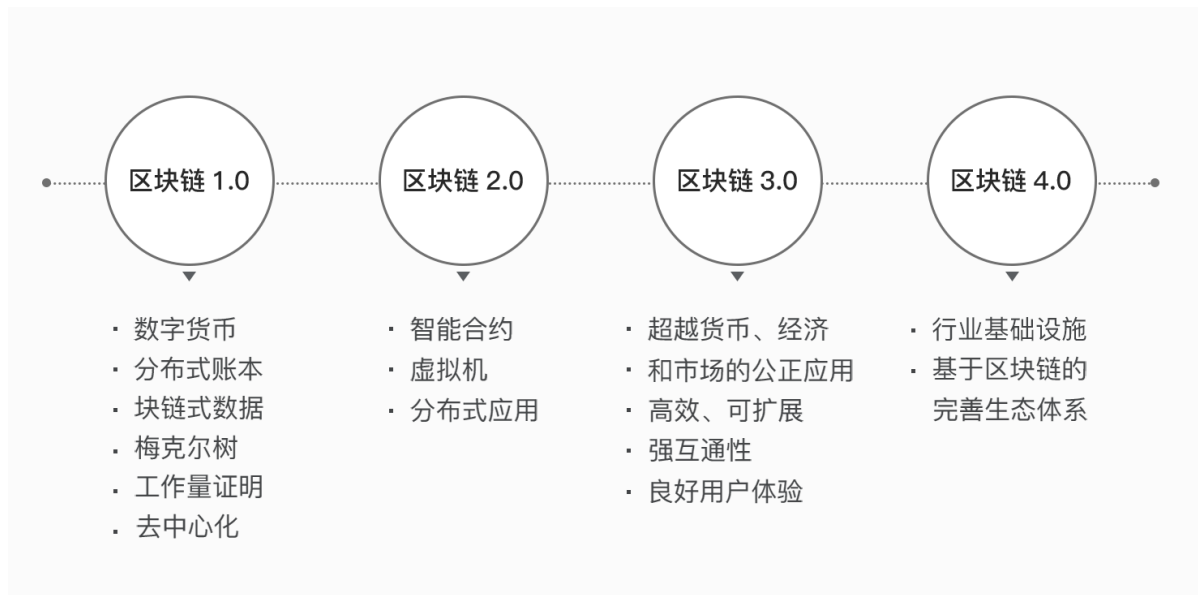 区块链 1.0
区块链 2.0
区块链 3.0
区块链 4.0
· 数字货币
· 分布式账本
· 块链式数据
· 梅克尔树
· 工作量证明
· 去中心化
· 智能合约
· 虚拟机
· 分布式应用
· 超越货币、经济
· 和市场的公正应用
· 高效、可扩展
· 强互通性
· 良好用户体验
· 行业基础设施
· 基于区块链的
完善生态体系